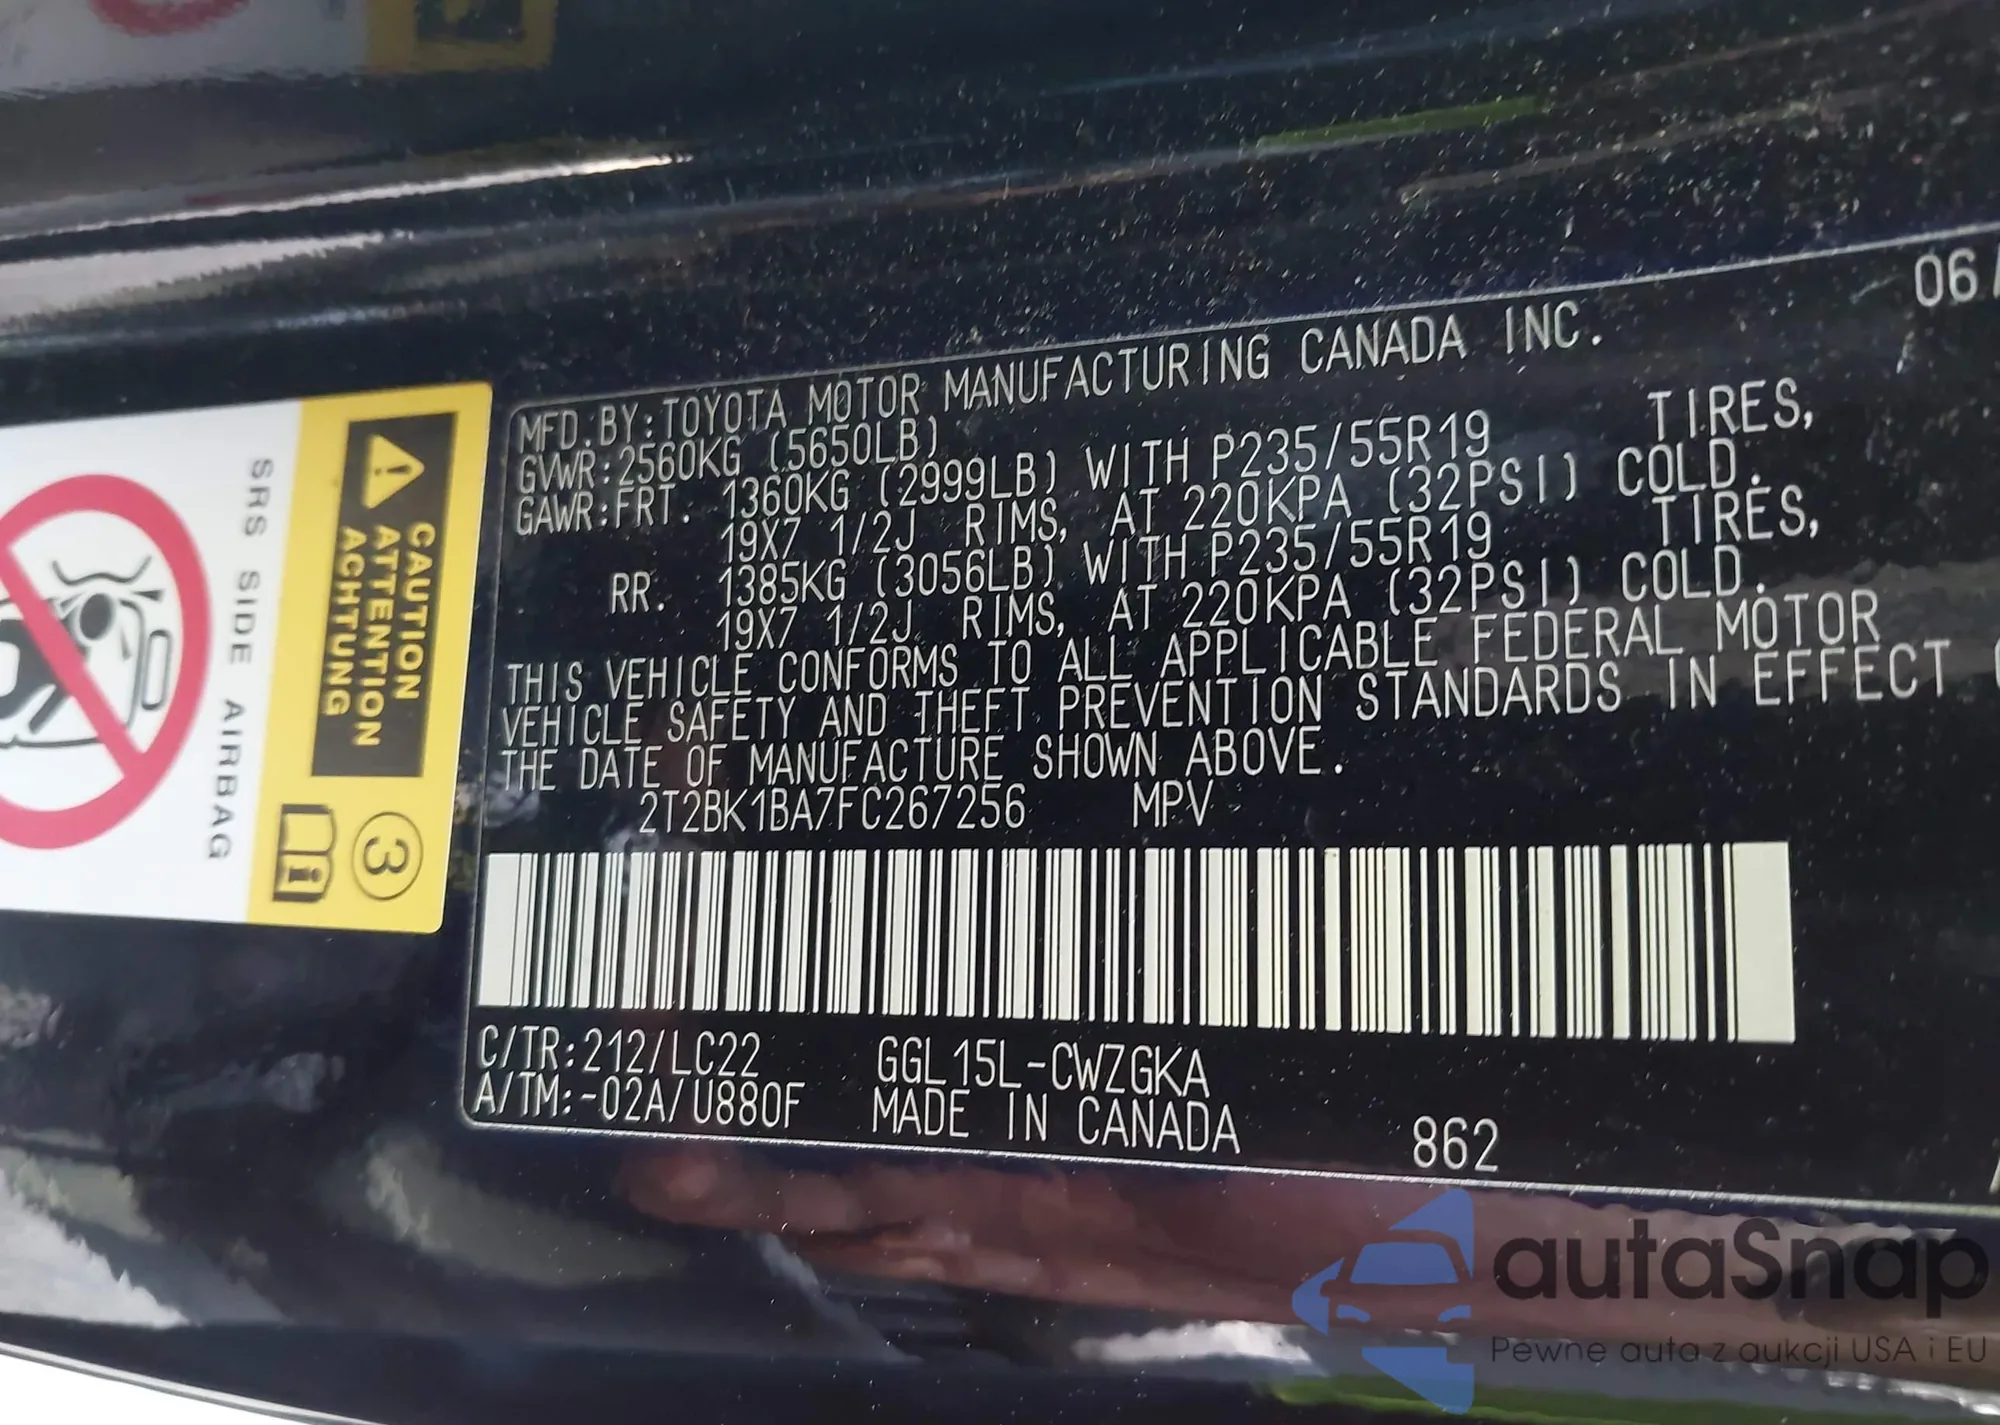 06/
MFD.BY:TOYOTA MOTOR MANUFACTURING CANADA INC.
GVWR:2560KG (5650LB)
GAWR:FRT. 1360KG (2999LB) WITH P235/55R19 TIRES,
19X7 1/2J RIMS, AT 220KPA (32PSI) COLD.
RR. 1385KG (3056LB) WITH P235/55R19 TIRES,
19X7 1/2J RIMS, AT 220KPA (32PSI) COLD.
THIS VEHICLE CONFORMS TO ALL APPLICABLE FEDERAL MOTOR
VEHICLE SAFETY AND THEFT PREVENTION STANDARDS IN EFFECT
THE DATE OF MANUFACTURE SHOWN ABOVE.
2T2BK1BA7FC267256 MPV
C/TR:212/LC22 GGL15L-CWZGKA
A/TM:-02A/U880F MADE IN CANADA 862
CAUTION
ATTENTION
ACHTUNG
3
i
SRS SIDE AIRBAG
autaSnap
Pewne auta z aukcji USA i EU